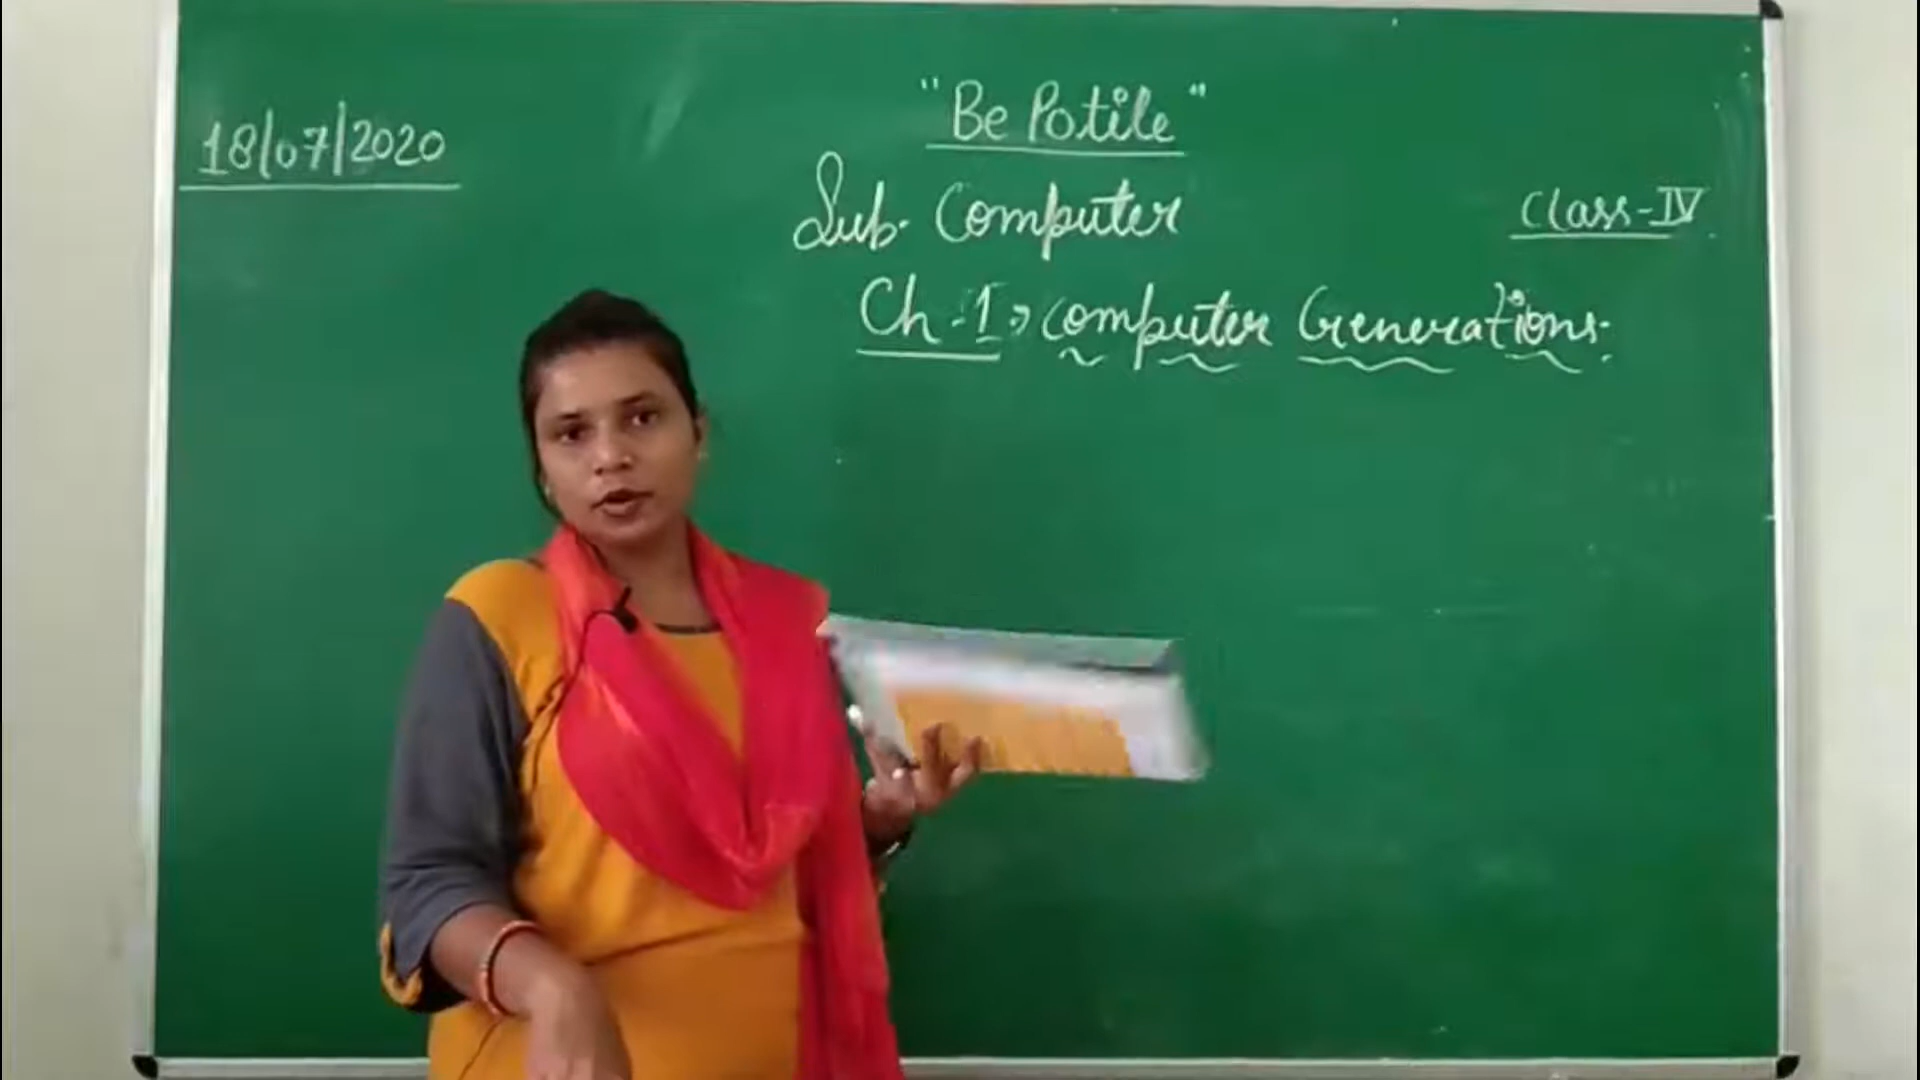 "Be Potile"
18/07/2020
Sub. Computer
Class-IV
Ch-1→ Computer Generations.